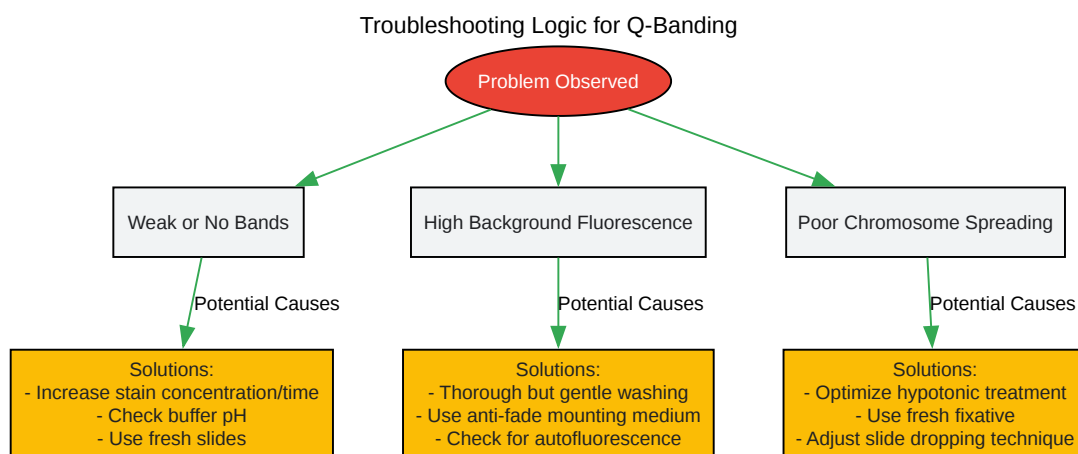 Troubleshooting Logic for Q-Banding
Problem Observed
Weak or No Bands
High Background Fluorescence
Poor Chromosome Spreading
Potential Causes
Potential Causes
Potential Causes
Solutions:
- Increase stain concentration/time
- Check buffer pH
- Use fresh slides
Solutions:
- Thorough but gentle washing
- Use anti-fade mounting medium
- Check for autofluorescence
Solutions:
- Optimize hypotonic treatment
- Use fresh fixative
- Adjust slide dropping technique